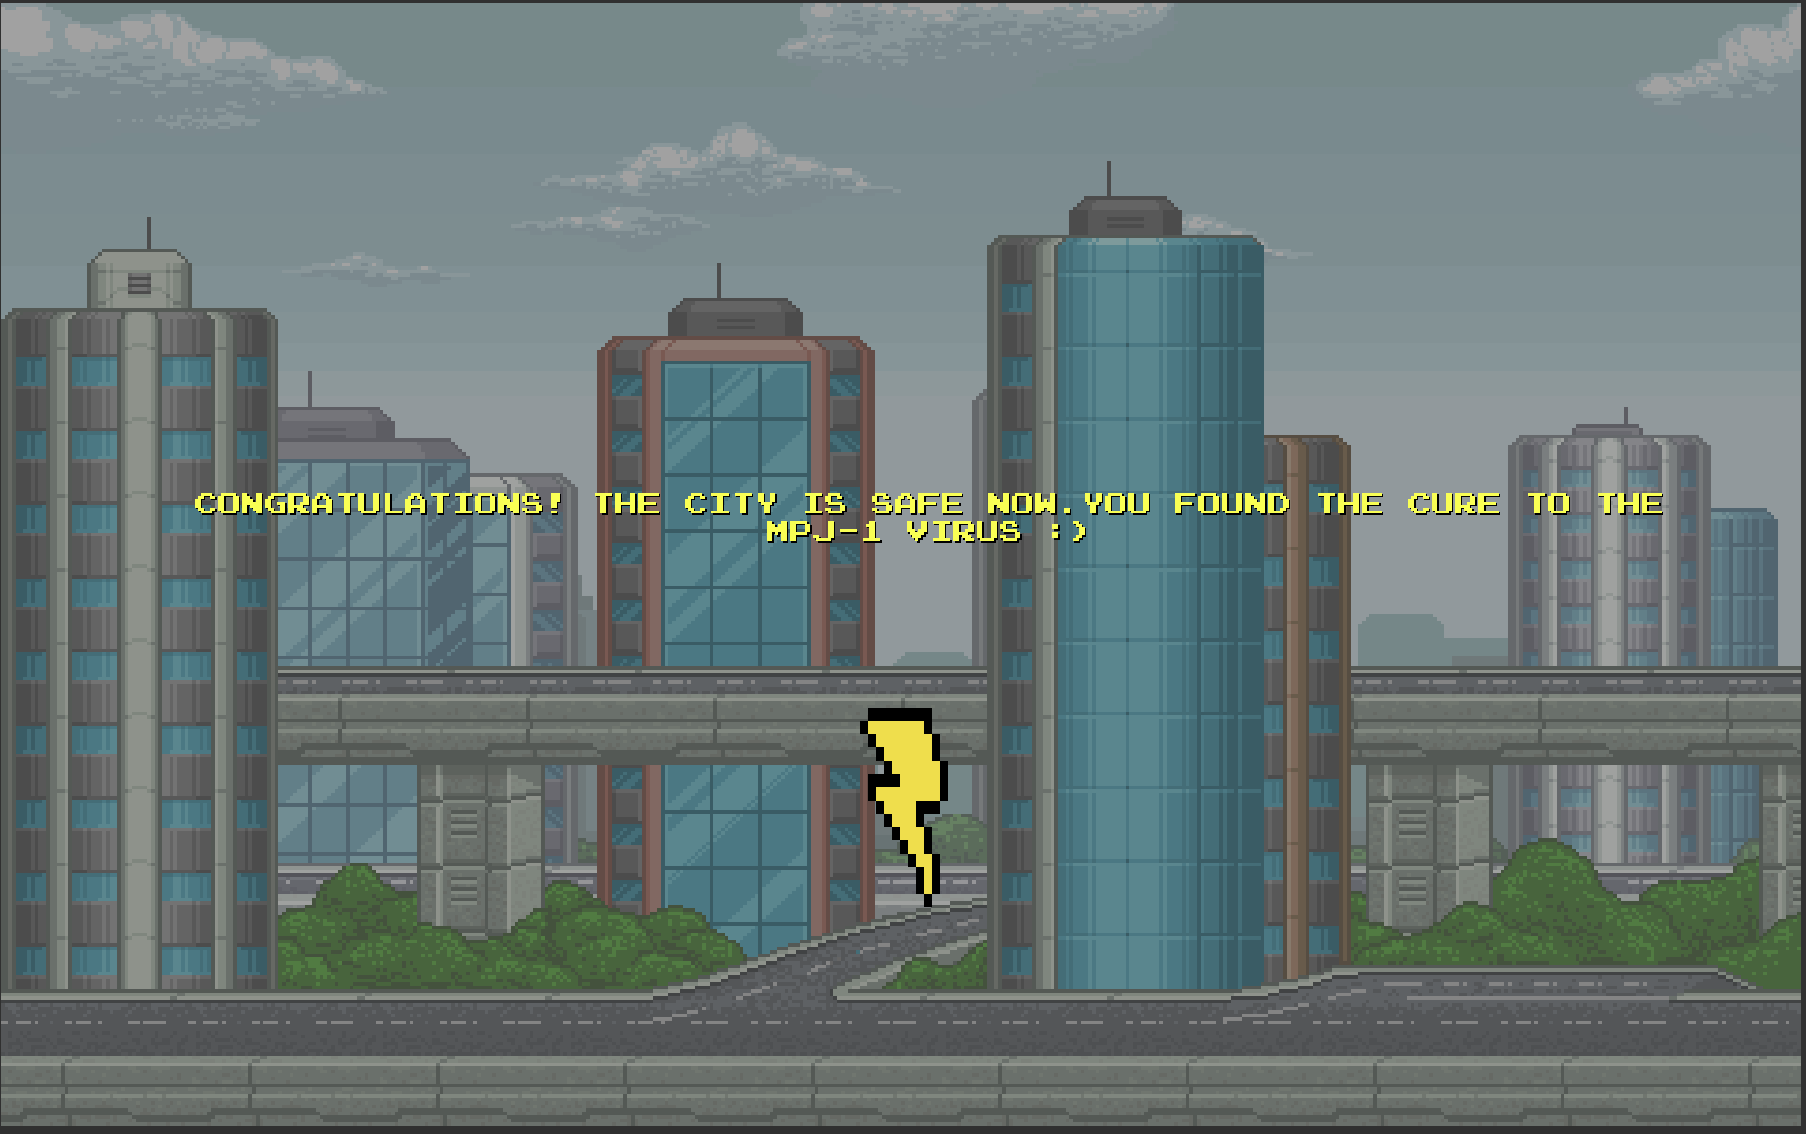 CONGRATULATIONS! THE CITY IS SAFE NOW.YOU FOUND THE CURE TO THE
MPJ-1 VIRUS :)